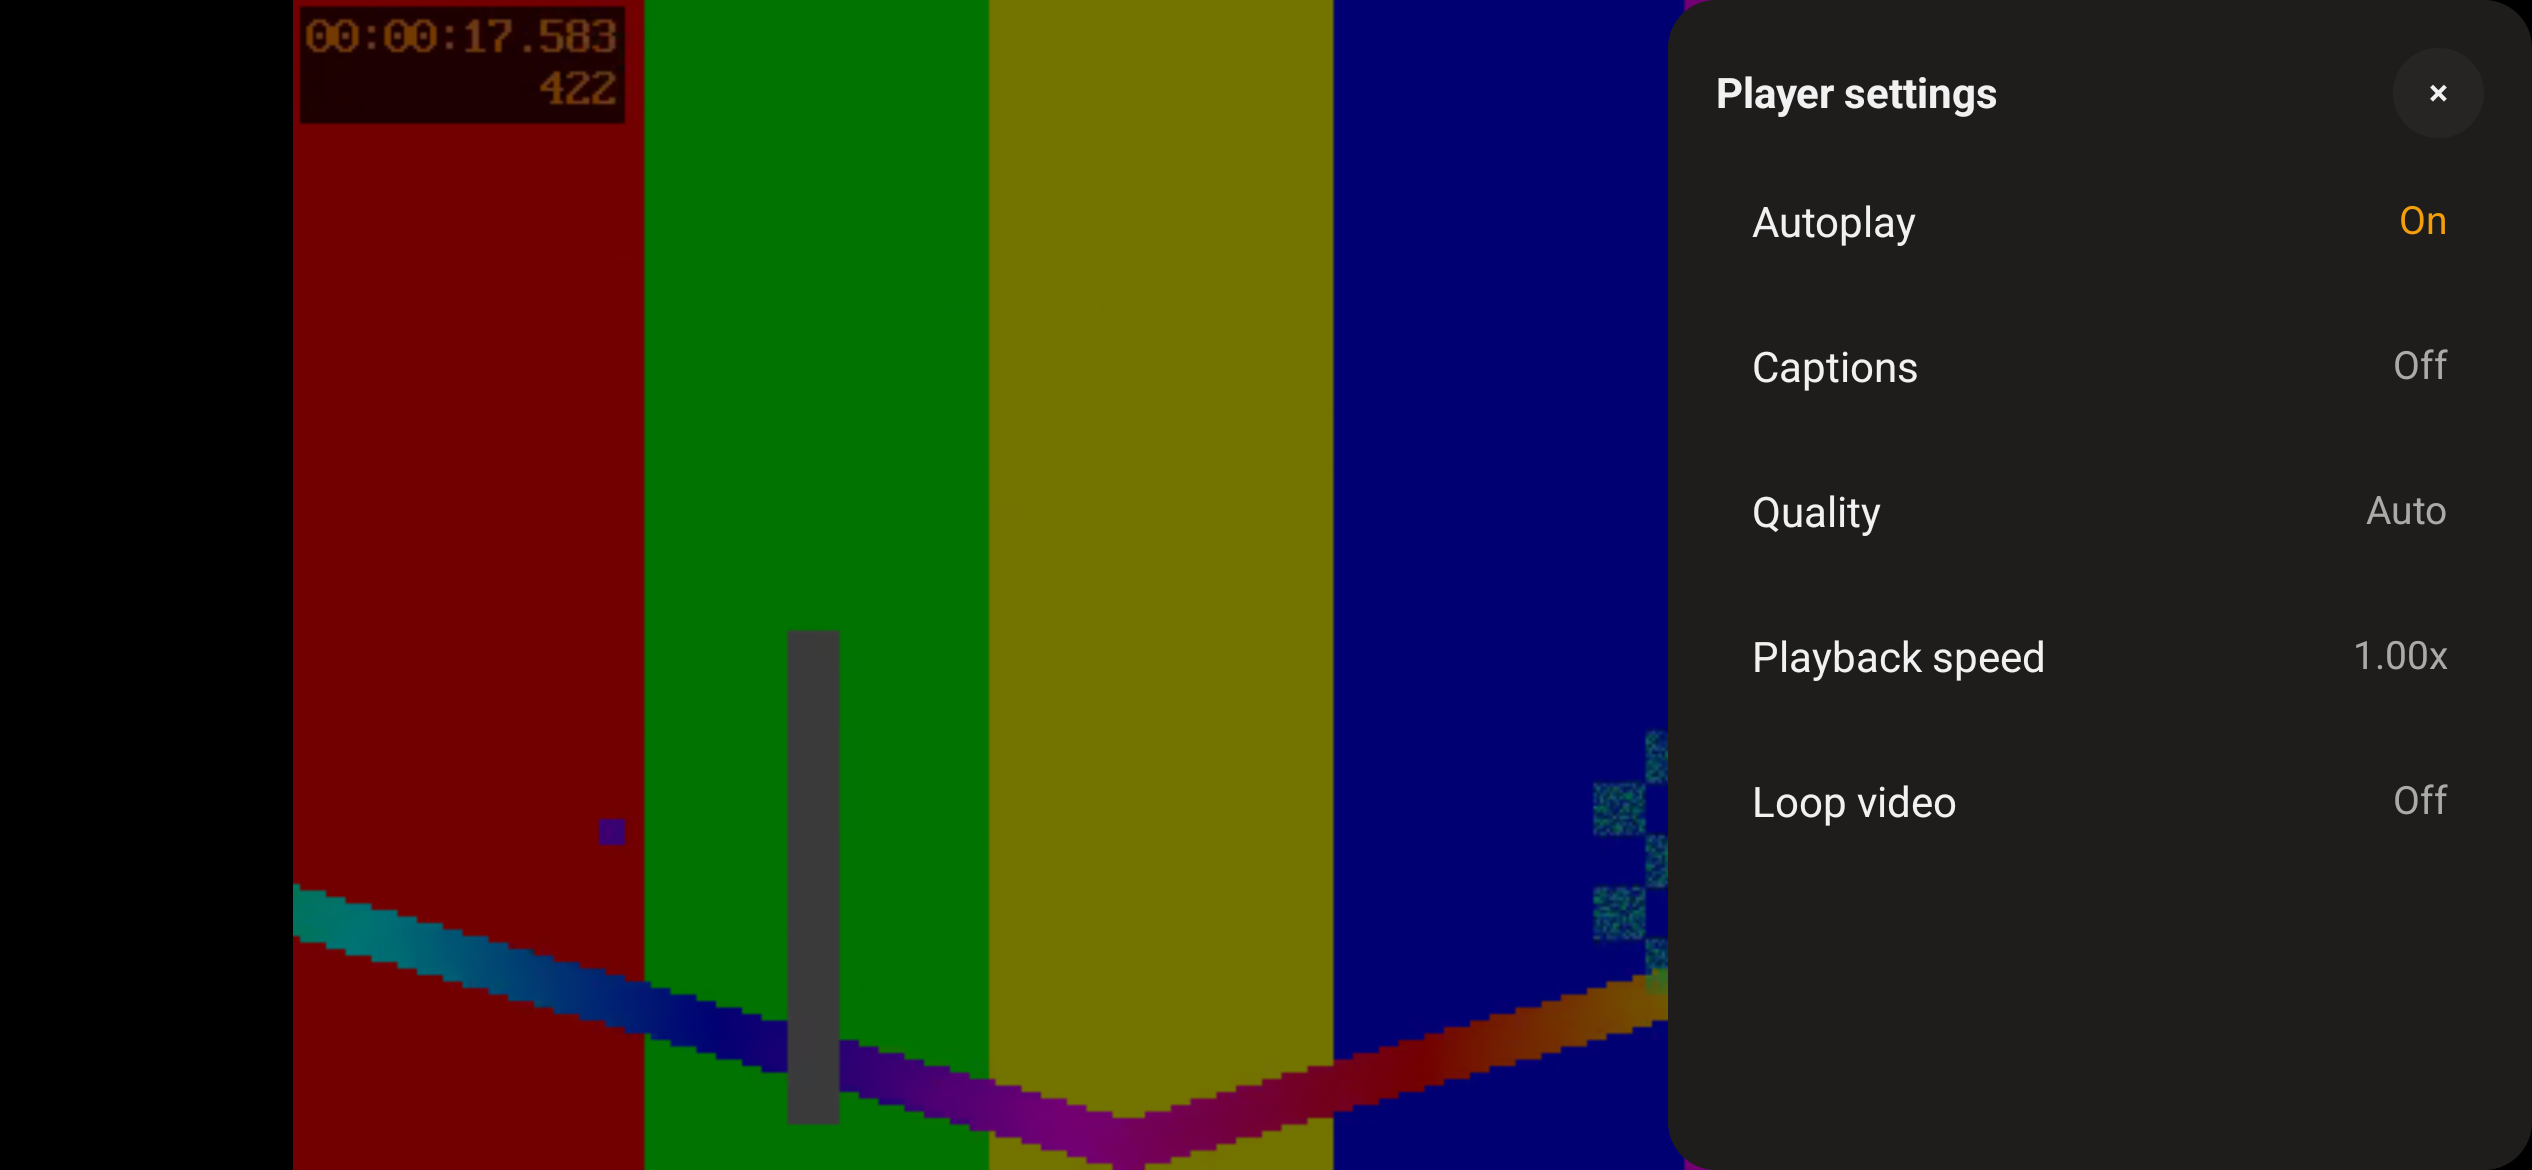 00:00:17.583
422
Player settings
×
Autoplay On
Captions Off
Quality Auto
Playback speed 1.00x
Loop video Off